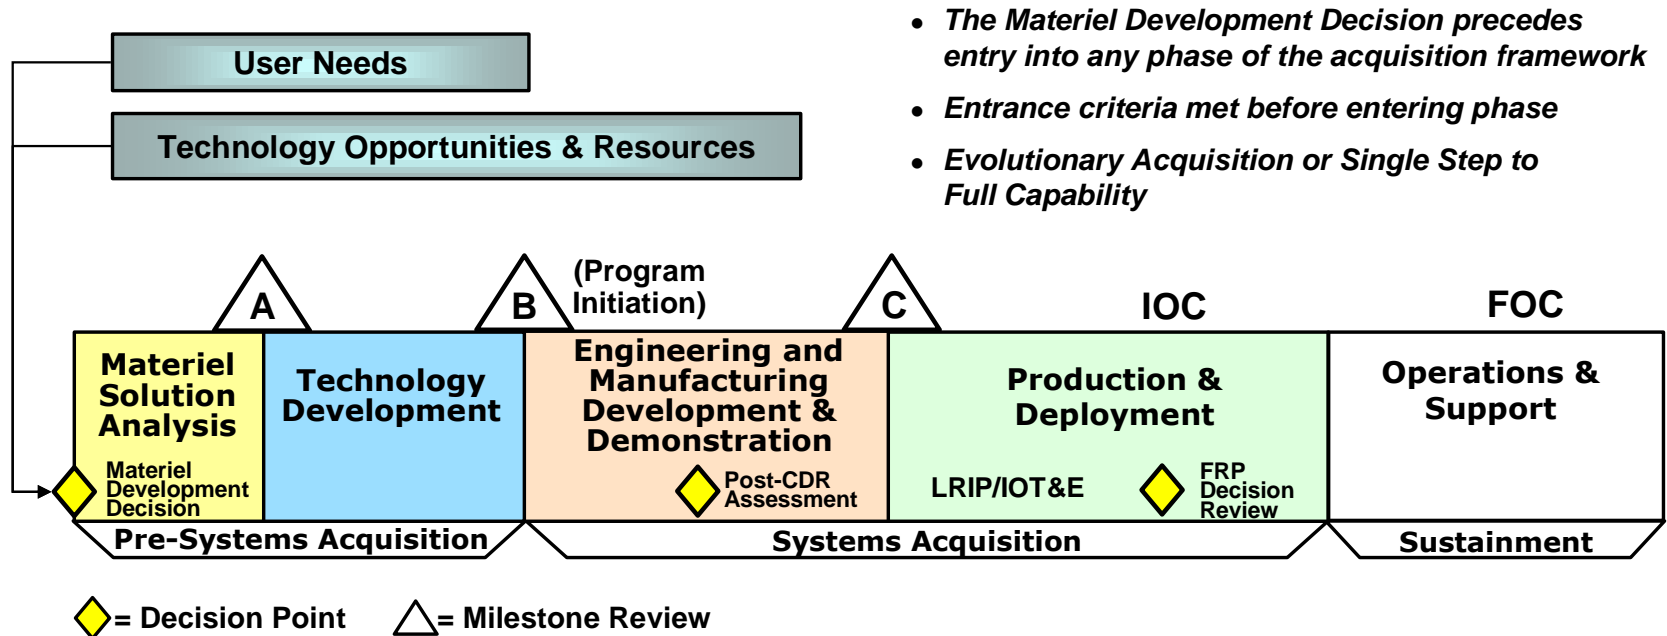 User Needs
Technology Opportunities & Resources
• The Materiel Development Decision precedes
entry into any phase of the acquisition framework
• Entrance criteria met before entering phase
• Evolutionary Acquisition or Single Step to
Full Capability
A
B
(Program
Initiation)
C
IOC
FOC
Materiel
Solution
Analysis
Technology
Development
Engineering and
Manufacturing
Development &
Demonstration
Production &
Deployment
Operations &
Support
Materiel
Development
Decision
Post-CDR
Assessment
LRIP/IOT&E
FRP
Decision
Review
Pre-Systems Acquisition
Systems Acquisition
Sustainment
= Decision Point
= Milestone Review